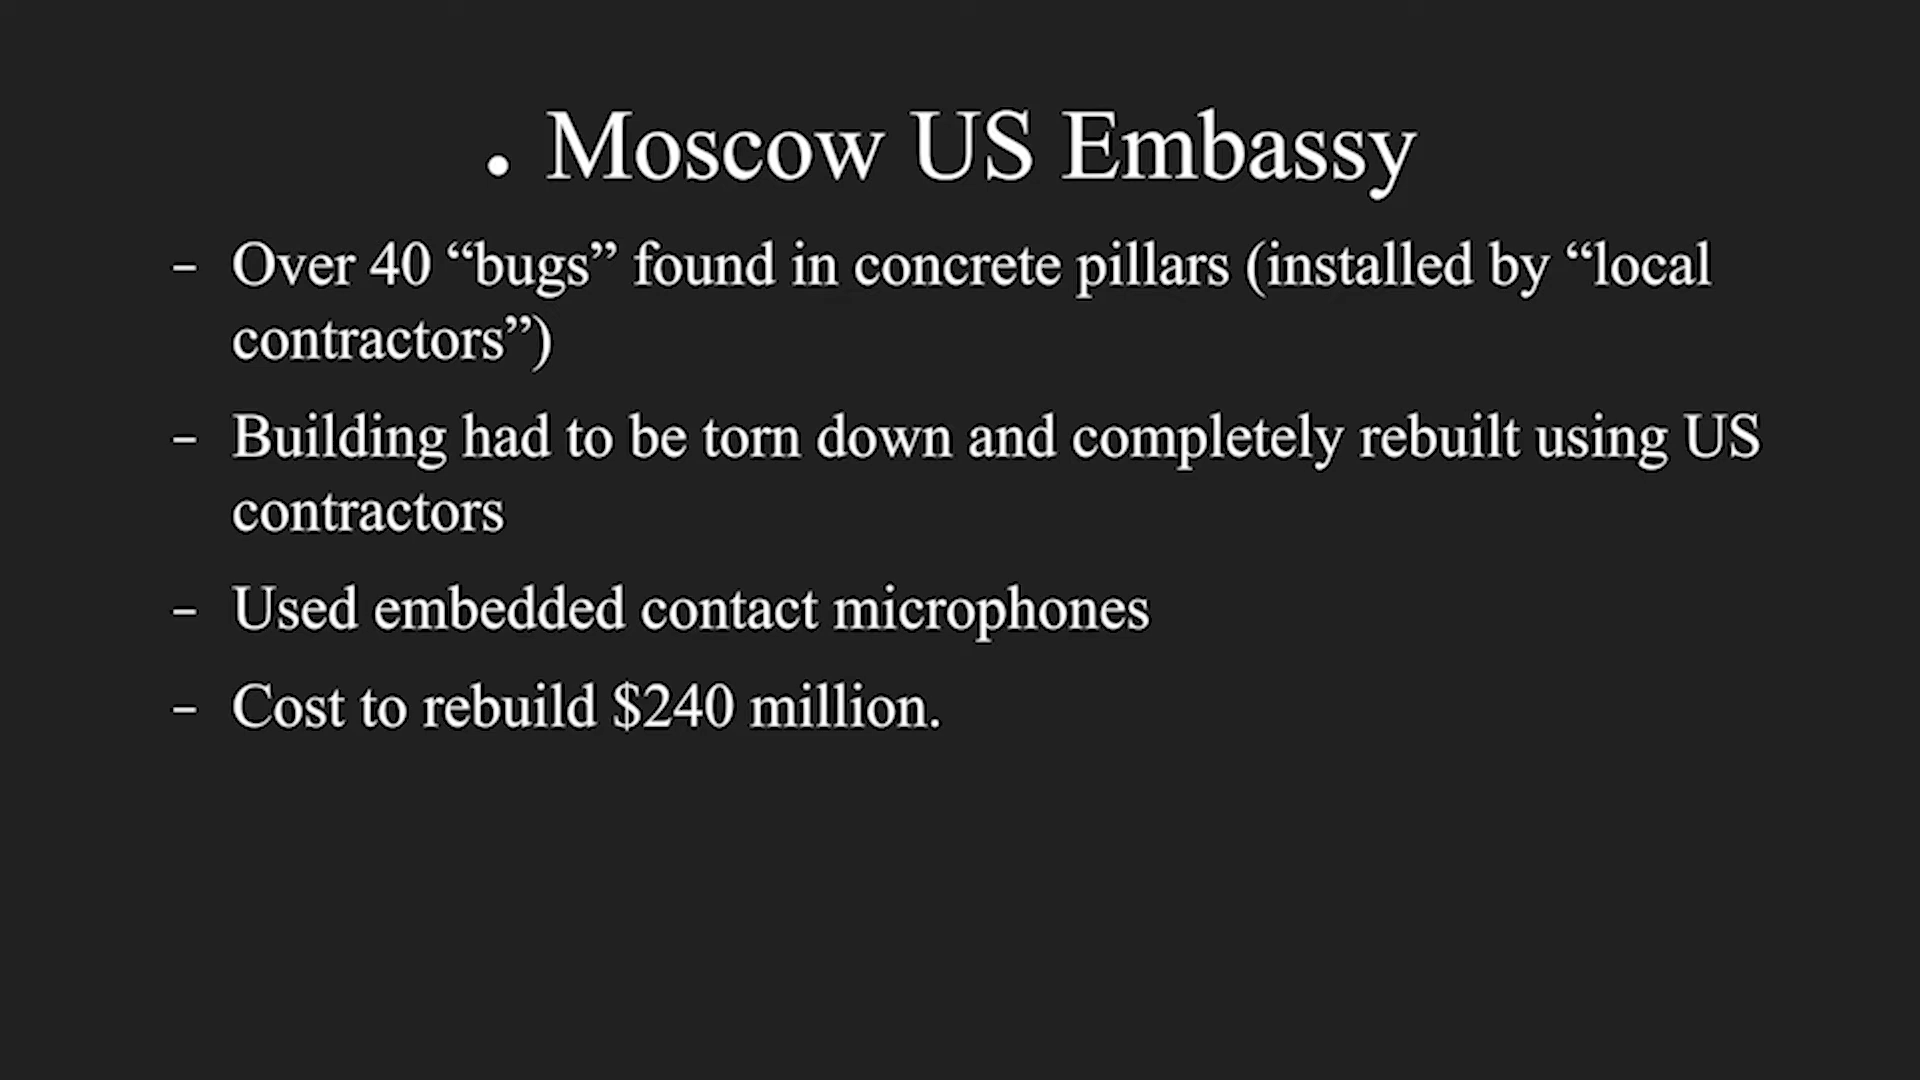 • Moscow US Embassy
– Over 40 “bugs” found in concrete pillars (installed by “local
contractors”)
– Building had to be torn down and completely rebuilt using US
contractors
– Used embedded contact microphones
– Cost to rebuild $240 million.